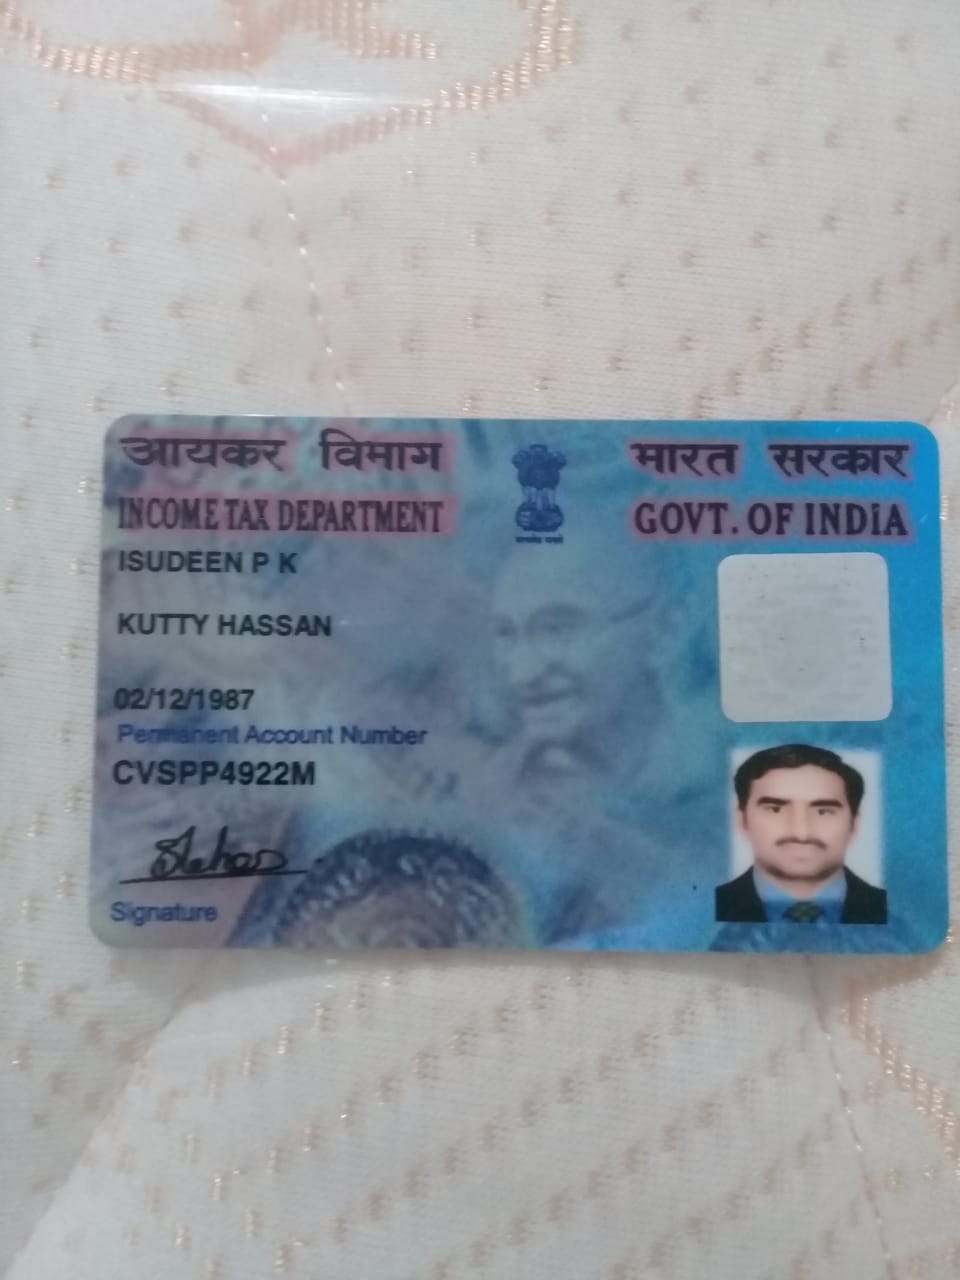 आयकर विभाग
भारत सरकार
INCOME TAX DEPARTMENT
GOVT. OF INDIA
ISUDEEN P K
KUTTY HASSAN
02/12/1987
Permanent Account Number
CVSPP4922M
Signature